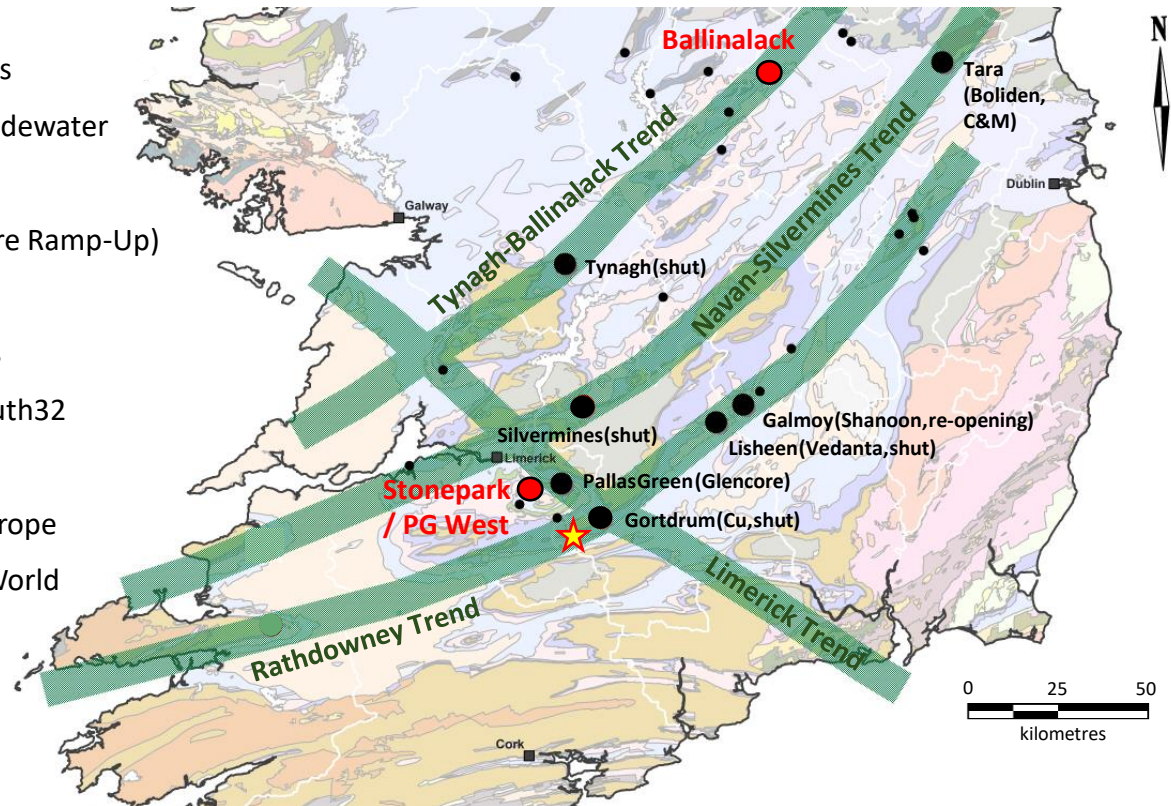 s
dewater
re Ramp-Up)
uth32
rope
World
Ballinalack
N
Tara
(Boliden,
C&M)
Dublin
Tynagh-Ballinalack Trend
Navan-Silvermines Trend
Galway
Tynagh(shut)
Silvermines(shut)
Limerick
Galmoy(Shanoon,re-opening)
Lisheen(Vedanta,shut)
Stonepark
/ PG West
PallasGreen(Glencore)
Gortdrum(Cu,shut)
Limerick Trend
Rathdowney Trend
Cork
0 25 50
kilometres